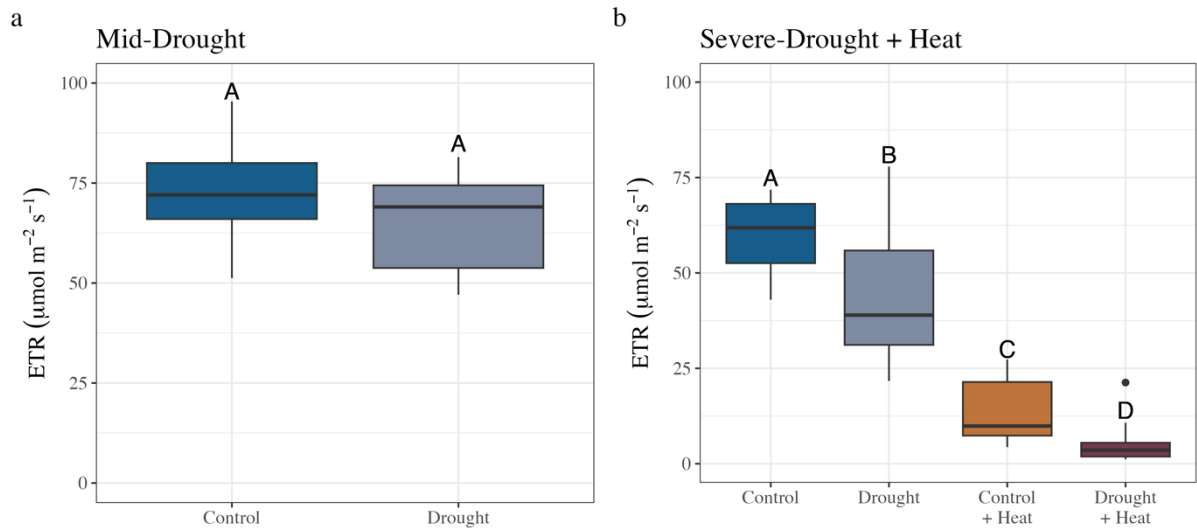 a
Mid-Drought
ETR (μmol m⁻² s⁻¹)
100
75
50
25
0
A
A
Control
Drought
b
Severe-Drought + Heat
ETR (μmol m⁻² s⁻¹)
100
75
50
25
0
A
B
C
D
Control
Drought
Control
+ Heat
Drought
+ Heat